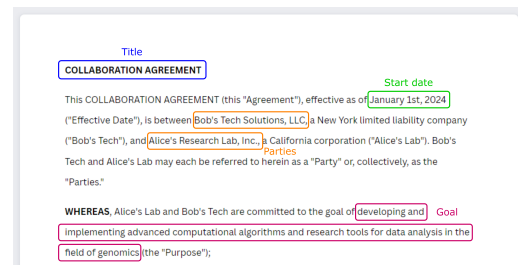 Title
COLLABORATION AGREEMENT
Start date
This COLLABORATION AGREEMENT (this "Agreement"), effective as of January 1st, 2024
("Effective Date"), is between Bob's Tech Solutions, LLC, a New York limited liability company
("Bob's Tech"), and Alice's Research Lab, Inc., a California corporation ("Alice's Lab"). Bob's
Parties
Tech and Alice's Lab may each be referred to herein as a "Party" or, collectively, as the
"Parties."
WHEREAS, Alice's Lab and Bob's Tech are committed to the goal of developing and Goal
implementing advanced computational algorithms and research tools for data analysis in the
field of genomics (the "Purpose");